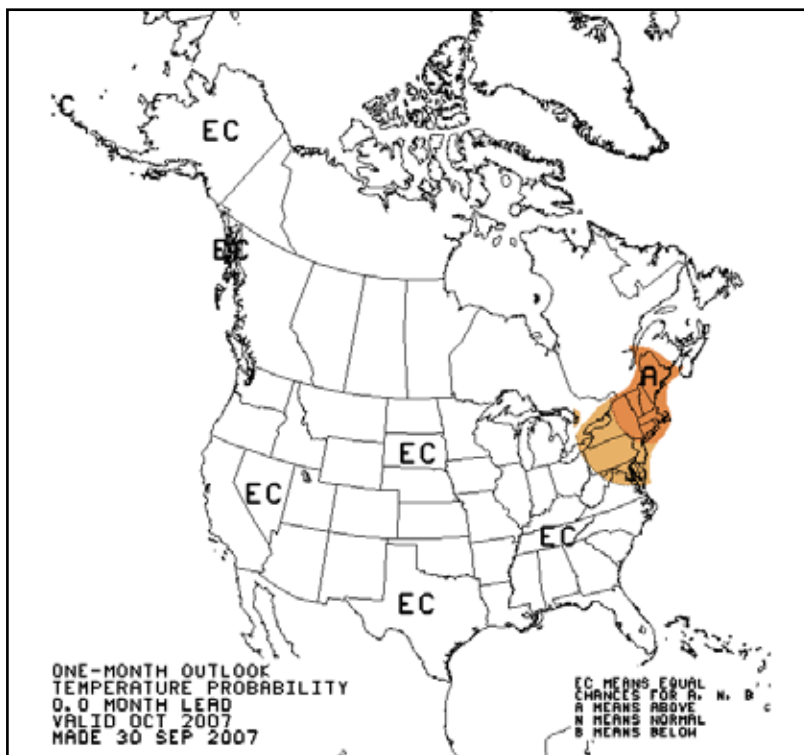 C
EC
EC
A
EC
EC
EC
EC
ONE-MONTH OUTLOOK
TEMPERATURE PROBABILITY
0.0 MONTH LEAD
VALID OCT 2007
MADE 30 SEP 2007
EC MEANS EQUAL
CHANCES FOR A, N, B
A MEANS ABOVE
C
N MEANS NORMAL
B MEANS BELOW